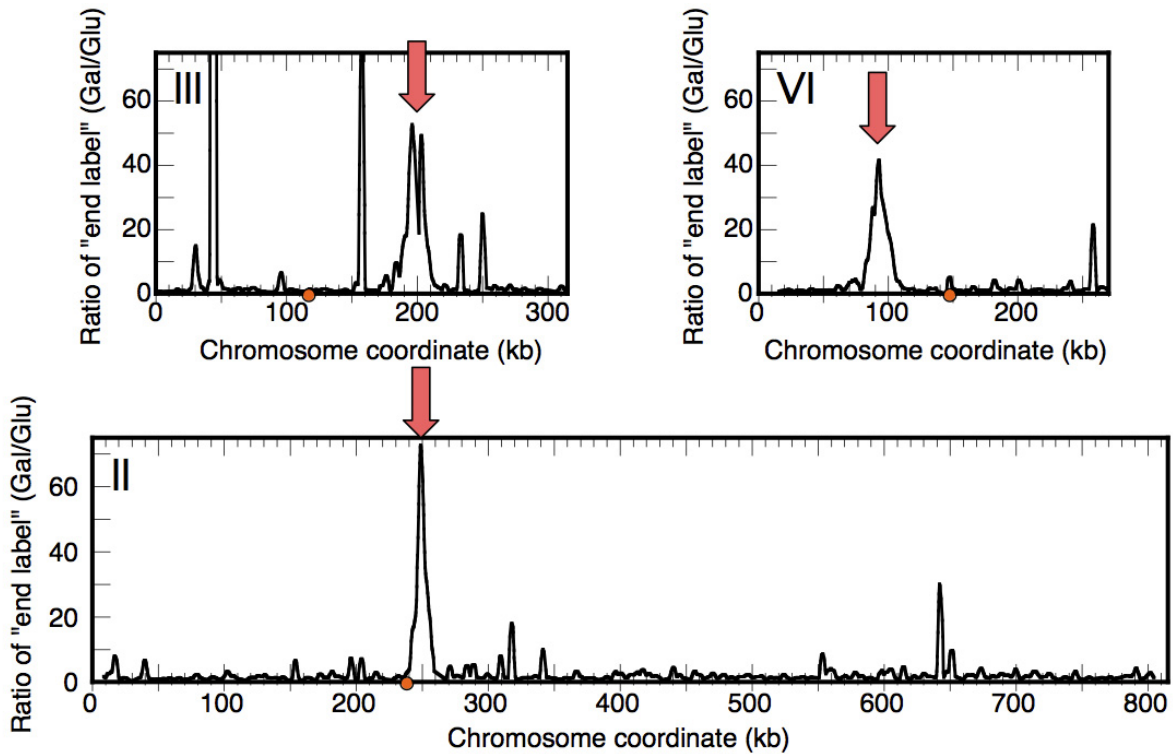 III
Ratio of "end label" (Gal/Glu)
60
40
20
0
0 100 200 300
Chromosome coordinate (kb)
VI
Ratio of "end label" (Gal/Glu)
60
40
20
0
0 100 200
Chromosome coordinate (kb)
II
Ratio of "end label" (Gal/Glu)
60
40
20
0
0 100 200 300 400 500 600 700 800
Chromosome coordinate (kb)